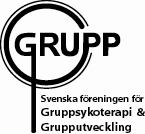 GRUPP
Svenska föreningen för
Gruppsykoterapi &
Grupputveckling